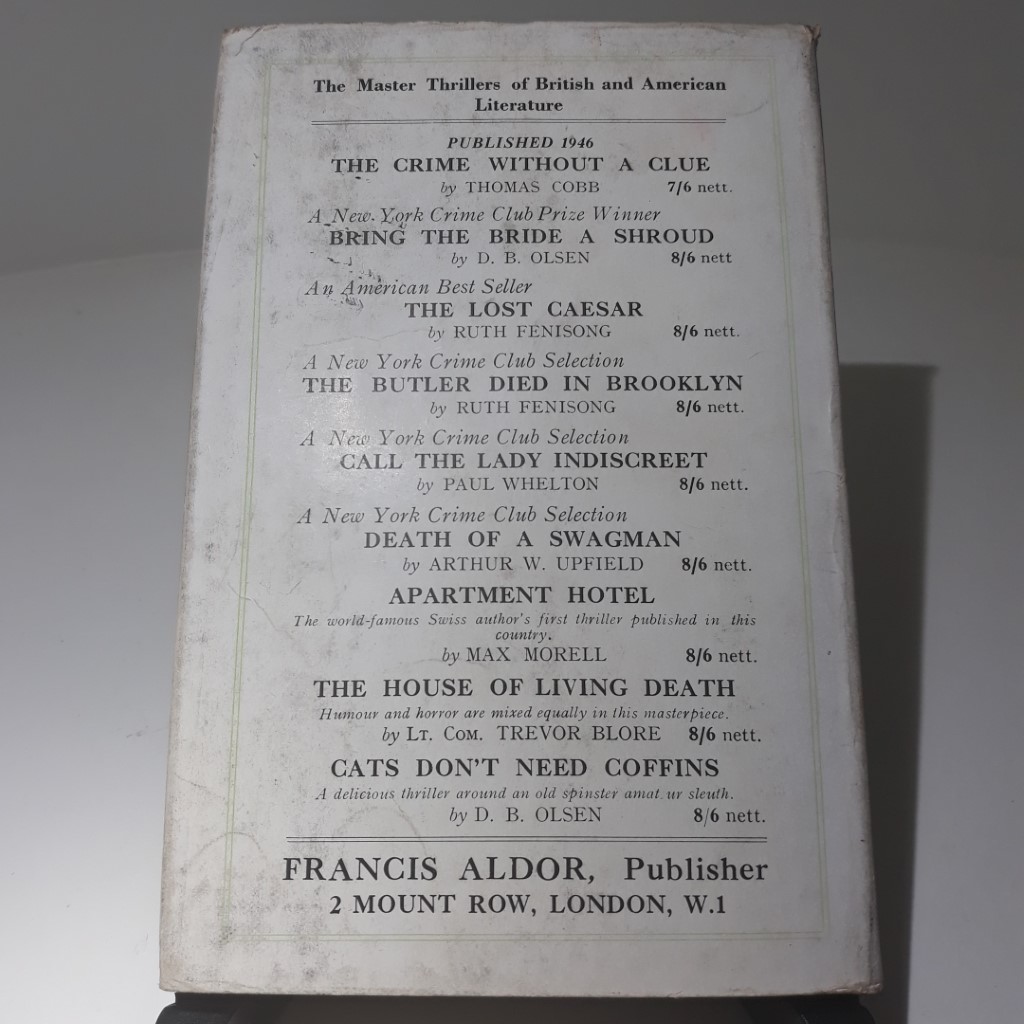 The Master Thrillers of British and American
Literature
PUBLISHED 1946
THE CRIME WITHOUT A CLUE
by THOMAS COBB 7/6 nett.
A New York Crime Club Prize Winner
BRING THE BRIDE A SHROUD
by D. B. OLSEN 8/6 nett
An American Best Seller
THE LOST CAESAR
by RUTH FENISONG 8/6 nett.
A New York Crime Club Selection
THE BUTLER DIED IN BROOKLYN
by RUTH FENISONG 8/6 nett.
A New York Crime Club Selection
CALL THE LADY INDISCREET
by PAUL WHELTON 8/6 nett.
A New York Crime Club Selection
DEATH OF A SWAGMAN
by ARTHUR W. UPFIELD 8/6 nett.
APARTMENT HOTEL
The world-famous Swiss author's first thriller published in this
country.
by MAX MORELL 8/6 nett.
THE HOUSE OF LIVING DEATH
Humour and horror are mixed equally in this masterpiece.
by LT. COM. TREVOR BLORE 8/6 nett.
CATS DON'T NEED COFFINS
A delicious thriller around an old spinster amat ur sleuth.
by D. B. OLSEN 8/6 nett.
FRANCIS ALDOR, Publisher
2 MOUNT ROW, LONDON, W.1